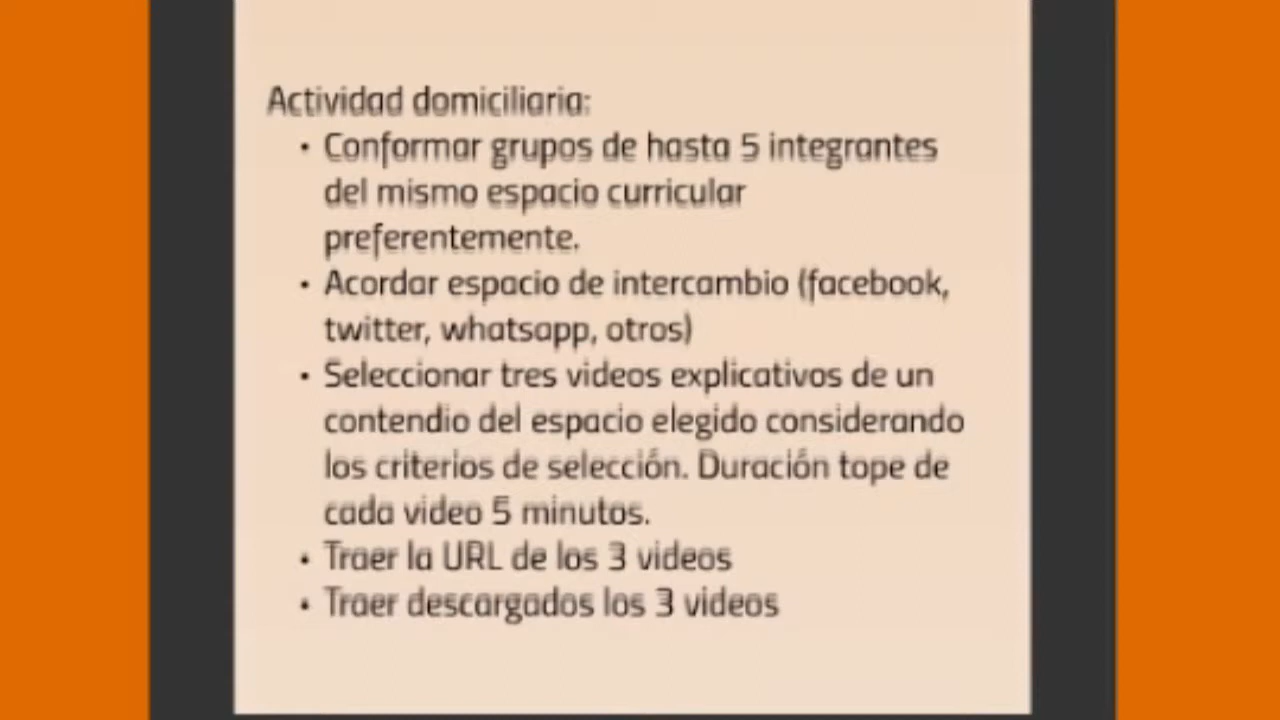 Actividad domiciliaria:
• Conformar grupos de hasta 5 integrantes
del mismo espacio curricular
preferentemente.
• Acordar espacio de intercambio (facebook,
twitter, whatsapp, otros)
• Seleccionar tres videos explicativos de un
contendio del espacio elegido considerando
los criterios de selección. Duración tope de
cada video 5 minutos.
• Traer la URL de los 3 videos
• Traer descargados los 3 videos